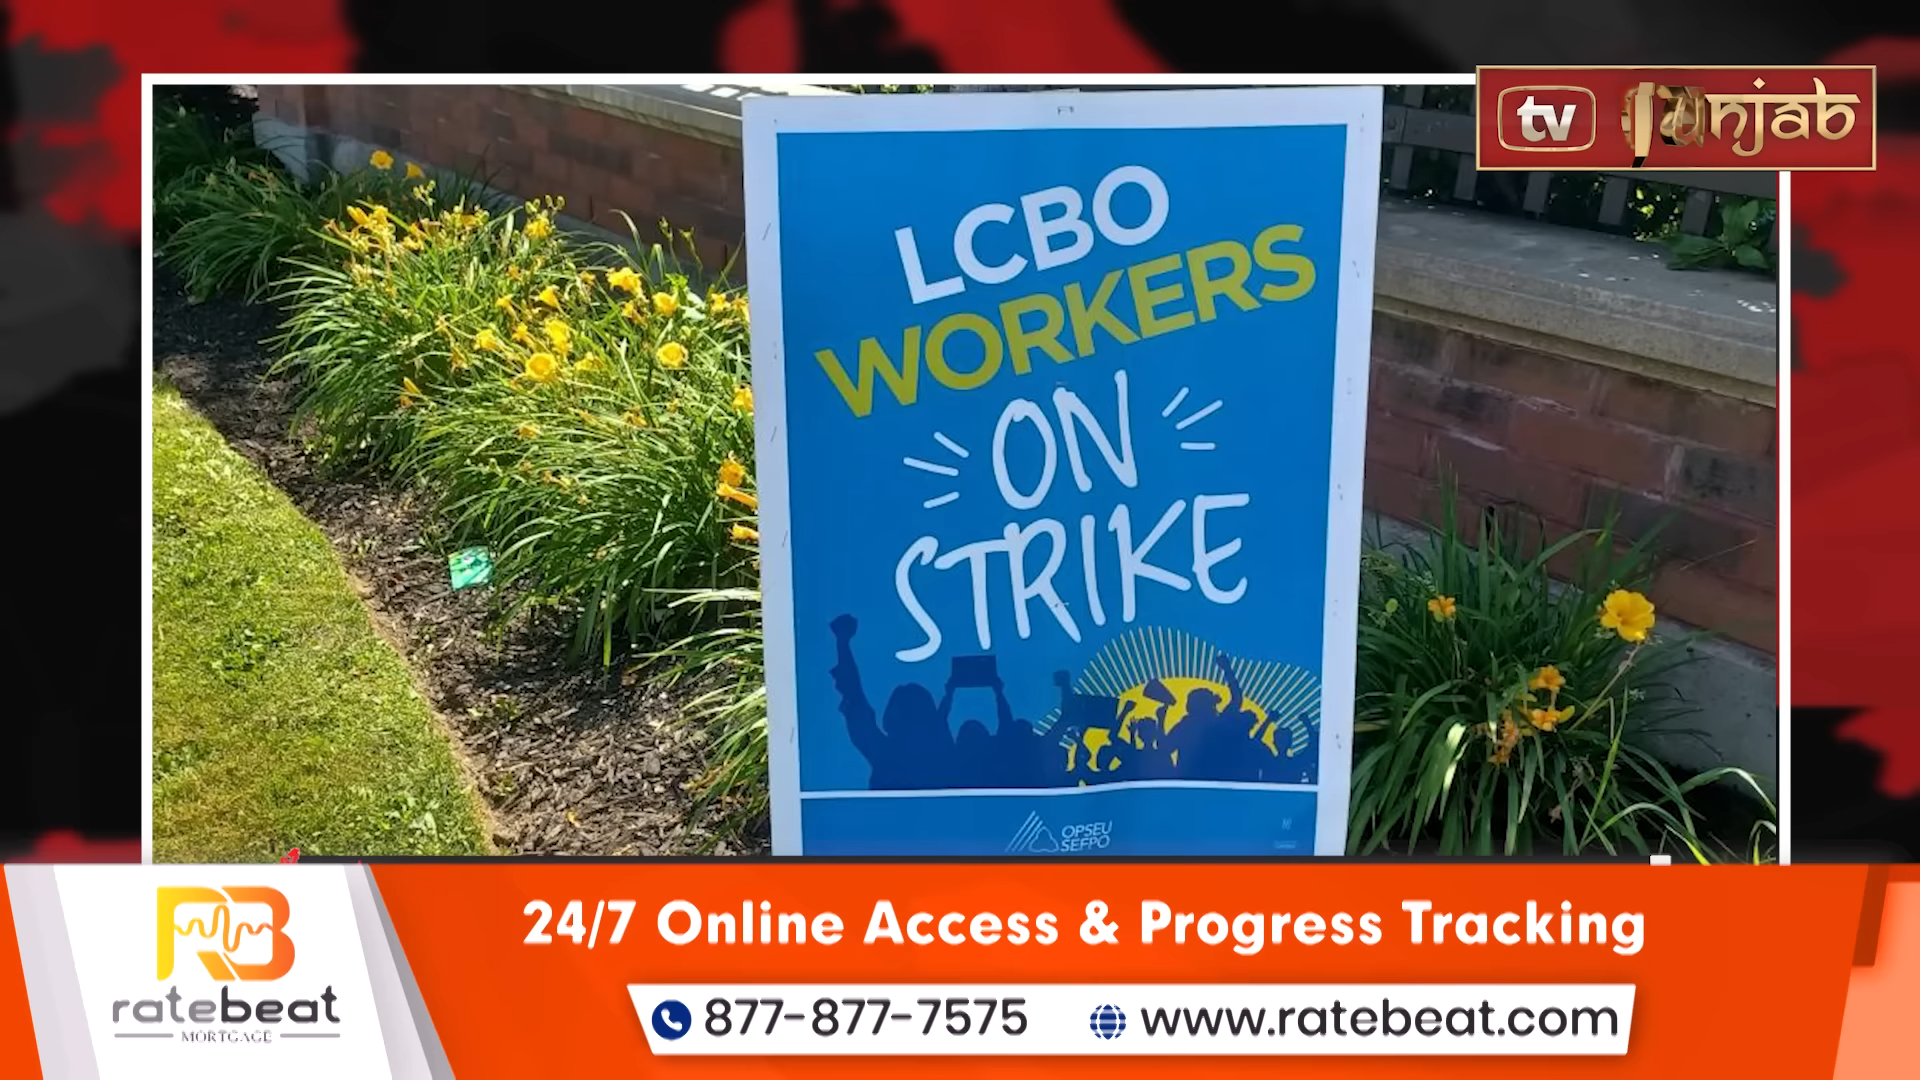 tv Punjab
LCBO
WORKERS
ON
STRIKE
OPSEU
SEFPO
24/7 Online Access & Progress Tracking
RB
ratebeat
MORTGAGE
877-877-7575
www.ratebeat.com